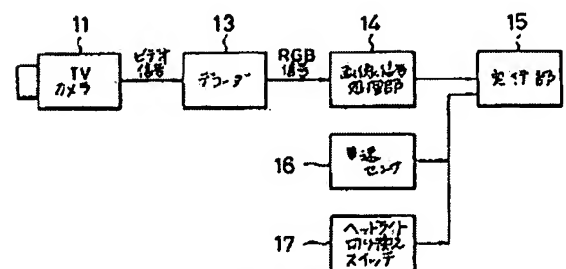 11
13
14
15
TV
カメラ
ビデオ
信号
デコーダ
RGB
信号
画像信号
処理部
実行部
16
車速
センサ
17
ヘッドライト
切り換え
スイッチ